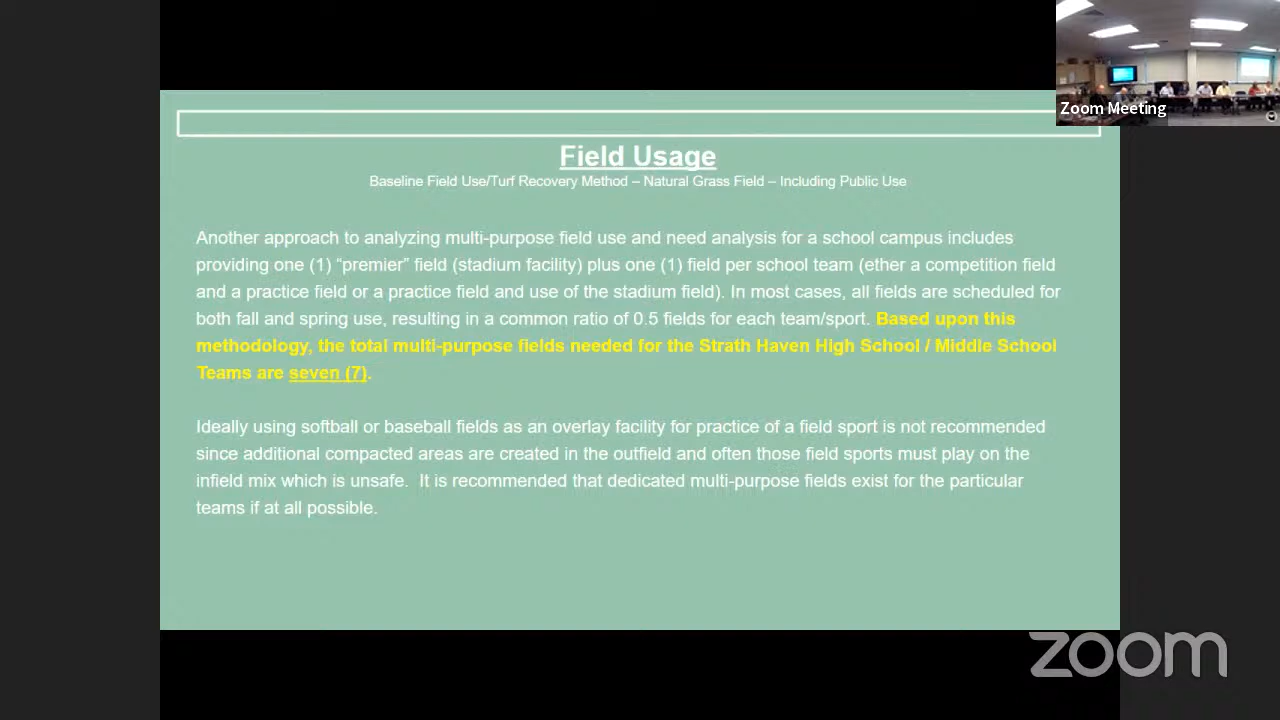 Zoom Meeting
Field Usage
Baseline Field Use/Turf Recovery Method – Natural Grass Field – Including Public Use
Another approach to analyzing multi-purpose field use and need analysis for a school campus includes
providing one (1) “premier” field (stadium facility) plus one (1) field per school team (ether a competition field
and a practice field or a practice field and use of the stadium field). In most cases, all fields are scheduled for
both fall and spring use, resulting in a common ratio of 0.5 fields for each team/sport. Based upon this
methodology, the total multi-purpose fields needed for the Strath Haven High School / Middle School
Teams are seven (7).
Ideally using softball or baseball fields as an overlay facility for practice of a field sport is not recommended
since additional compacted areas are created in the outfield and often those field sports must play on the
infield mix which is unsafe.  It is recommended that dedicated multi-purpose fields exist for the particular
teams if at all possible.
zoom